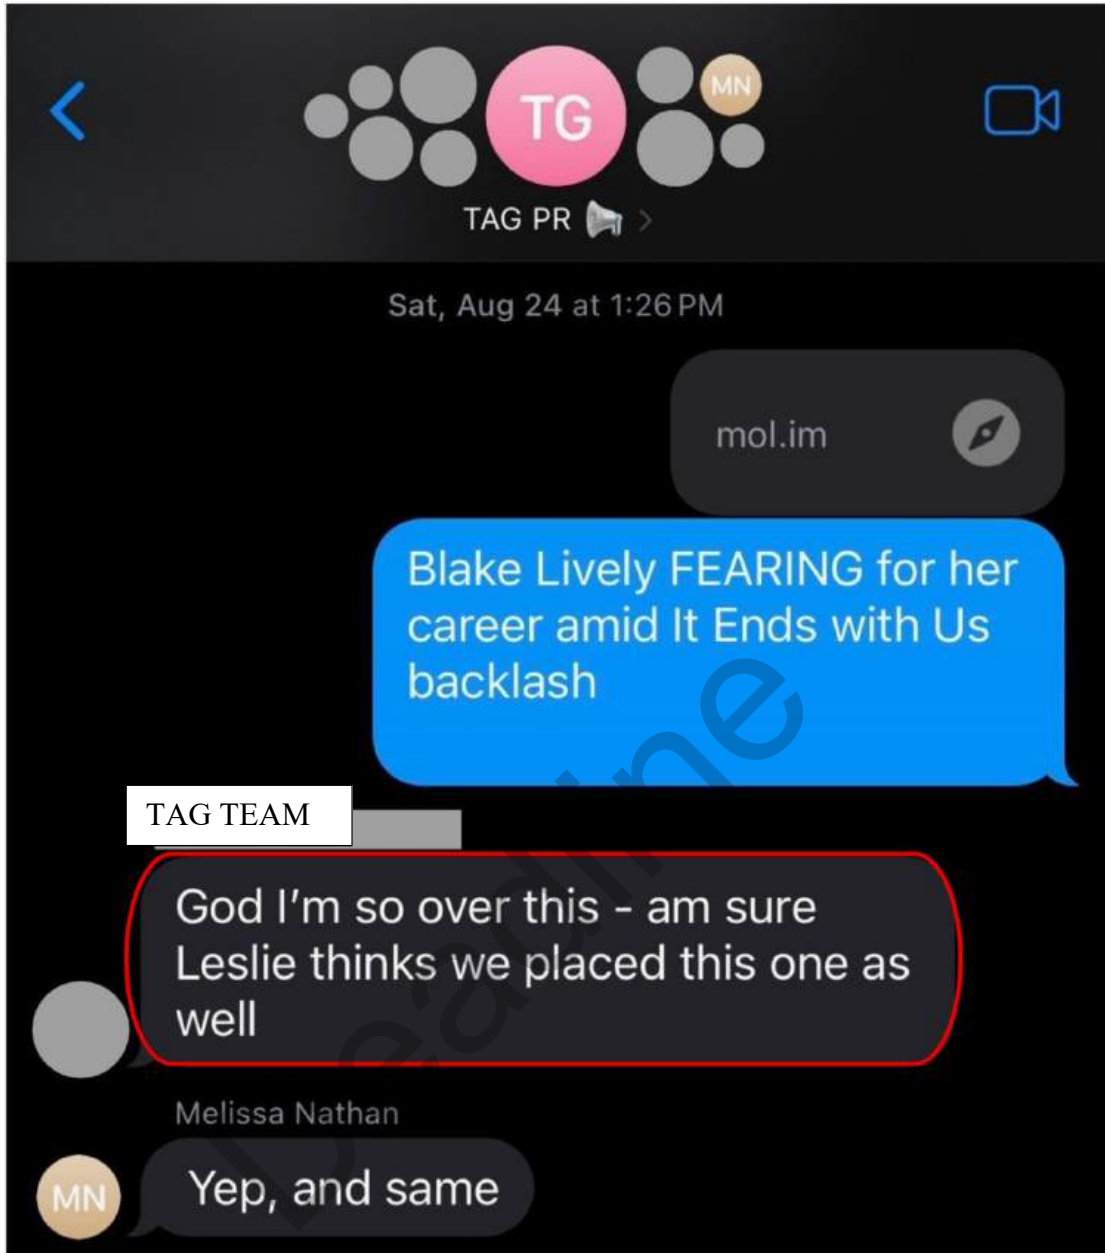 TG
MN
TAG PR
Sat, Aug 24 at 1:26 PM
mol.im
Blake Lively FEARING for her
career amid It Ends with Us
backlash
TAG TEAM
God I'm so over this - am sure
Leslie thinks we placed this one as
well
Melissa Nathan
MN
Yep, and same
Deadline